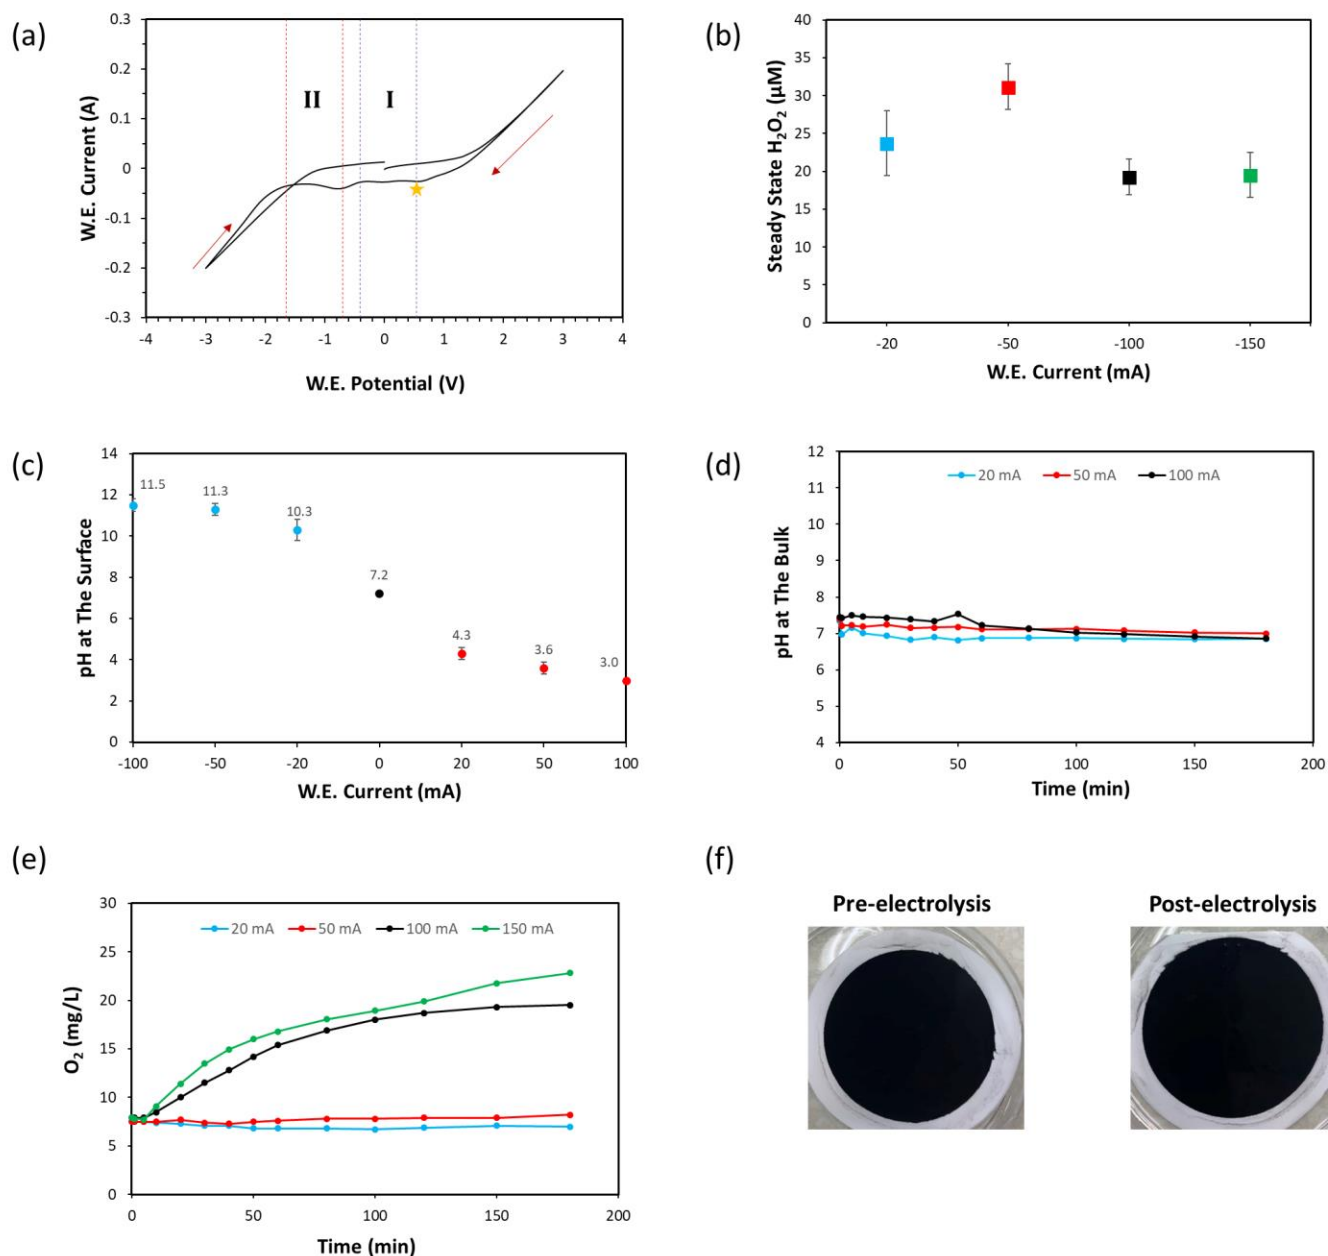 (a)
0.3
0.2
0.1
0
-0.1
-0.2
-0.3
W.E. Current (A)
II
I
-4 -3 -2 -1 0 1 2 3 4
W.E. Potential (V)
(b)
40
35
30
25
20
15
10
5
0
Steady State H₂O₂ (µM)
-20 -50 -100 -150
W.E. Current (mA)
(c)
14
12
10
8
6
4
2
0
pH at The Surface
11.5
11.3
10.3
7.2
4.3
3.6
3.0
-100 -50 -20 0 20 50 100
W.E. Current (mA)
(d)
12
11
10
9
8
7
6
5
4
pH at The Bulk
20 mA 50 mA 100 mA
0 50 100 150 200
Time (min)
(e)
30
25
20
15
10
5
0
O₂ (mg/L)
20 mA 50 mA 100 mA 150 mA
0 50 100 150 200
Time (min)
(f)
Pre-electrolysis
Post-electrolysis